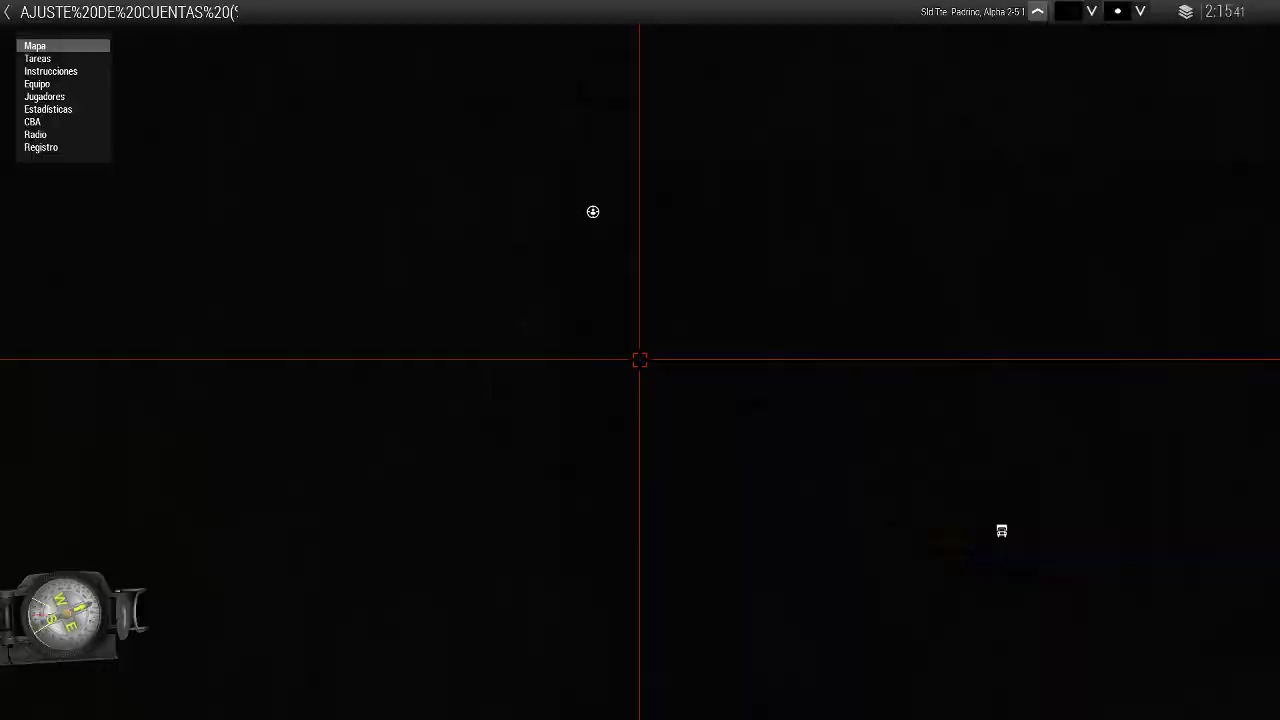 AJUSTE%20DE%20CUENTAS%20(
Sld Tte. Padrino, Alpha 2-5:1
2:15 41
Mapa
Tareas
Instrucciones
Equipo
Jugadores
Estadísticas
CBA
Radio
Registro
W
S
E